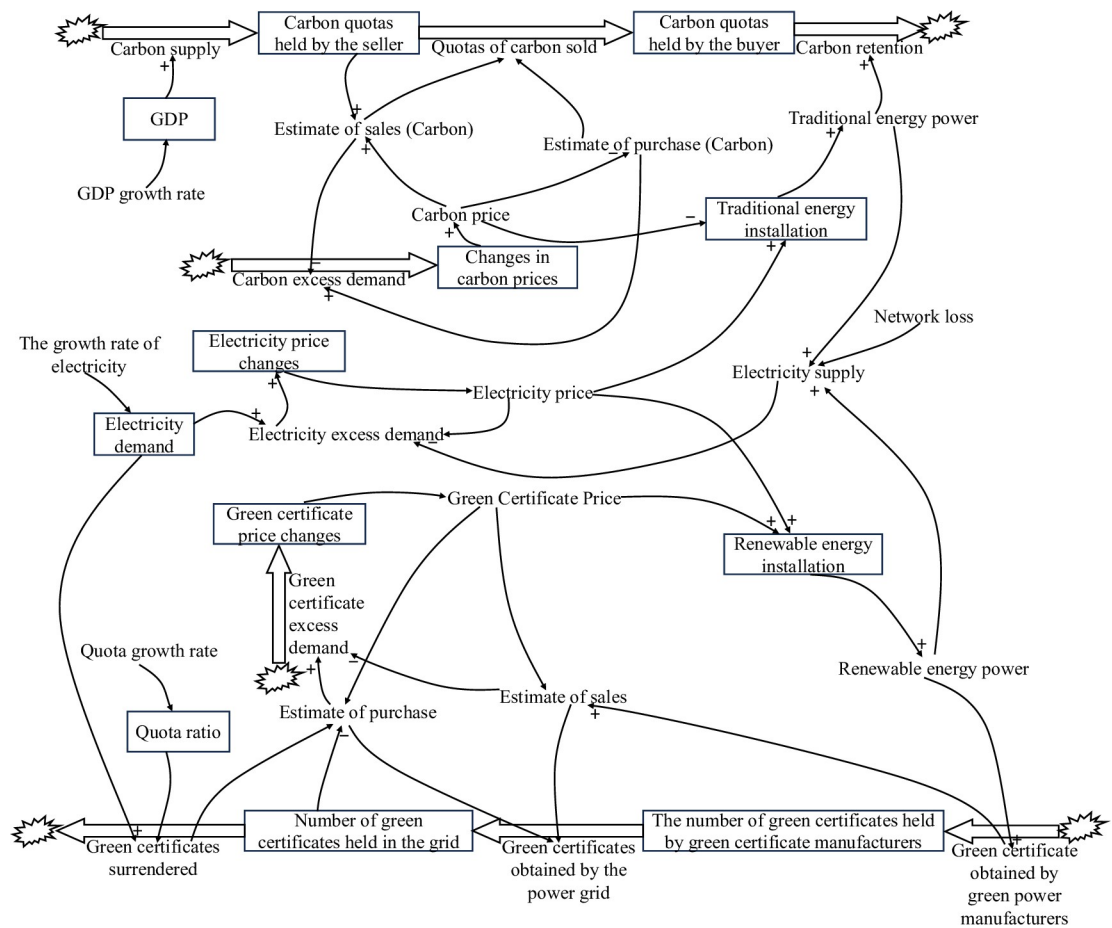 Carbon quotas
held by the seller
Carbon quotas
held by the buyer
Carbon supply
Quotas of carbon sold
Carbon retention
+
+
GDP
+
Traditional energy power
Estimate of sales (Carbon)
+
+
Estimate of purchase (Carbon)
−
GDP growth rate
Carbon price
−
Traditional energy
installation
+
+
Changes in
carbon prices
−
Carbon excess demand
+
Network loss
The growth rate of
electricity
Electricity price
changes
+
Electricity supply
+
+
Electricity price
Electricity
demand
+
Electricity excess demand
−
Green Certificate Price
Green certificate
price changes
+ +
Renewable energy
installation
Green
certificate
excess
demand
Quota growth rate
+
−
+
Renewable energy power
Estimate of sales
+
Estimate of purchase
−
Quota ratio
Number of green
certificates held in the grid
The number of green certificates held
by green certificate manufacturers
+
+
Green certificates
surrendered
Green certificates
obtained by the
power grid
Green certificate
obtained by
green power
manufacturers